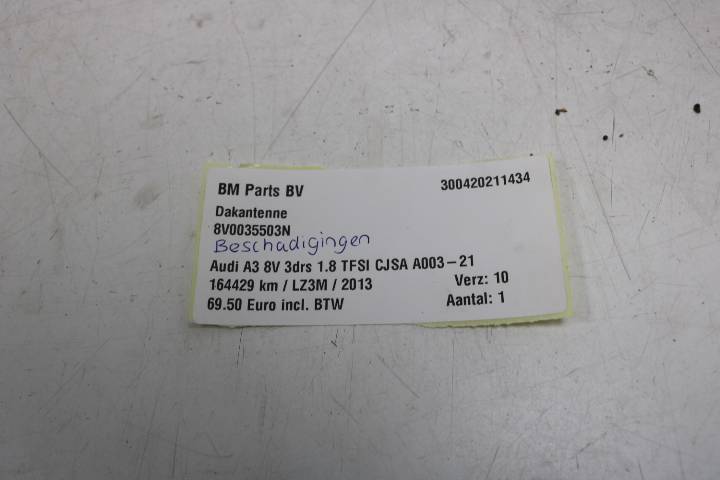 BM Parts BV 300420211434
Dakantenne
8V0035503N
Beschadigingen
Audi A3 8V 3drs 1.8 TFSI CJSA A003-21
164429 km / LZ3M / 2013 Verz: 10
69.50 Euro incl. BTW Aantal: 1